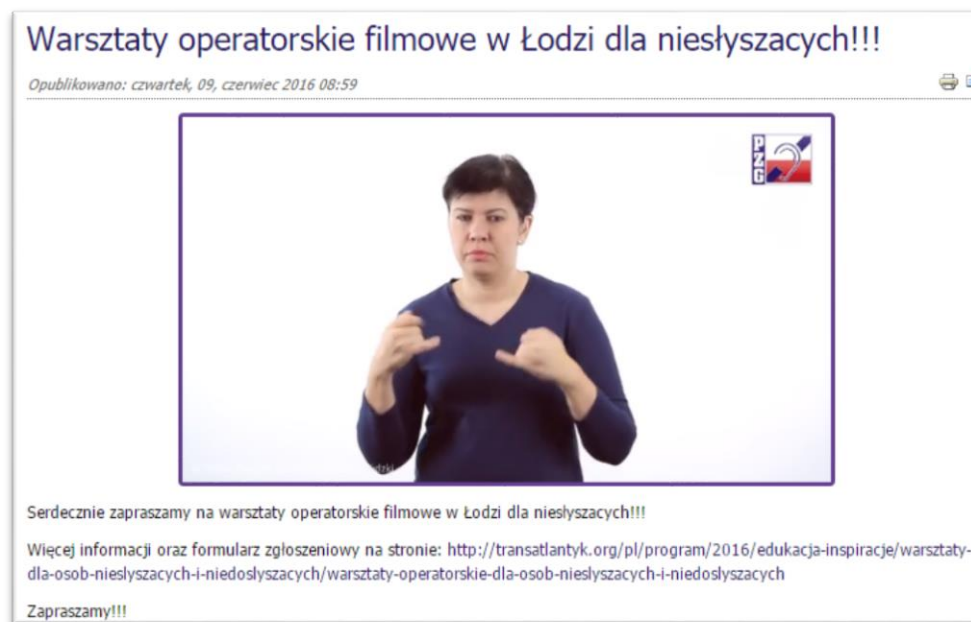 Warsztaty operatorskie filmowe w Łodzi dla niesłyszacych!!!
Opublikowano: czwartek, 09, czerwiec 2016 08:59
PZG
Serdecznie zapraszamy na warsztaty operatorskie filmowe w Łodzi dla niesłyszacych!!!
Więcej informacji oraz formularz zgłoszeniowy na stronie: http://transatlantyk.org/pl/program/2016/edukacja-inspiracje/warsztaty-
dla-osob-nieslyszacych-i-niedoslyszacych/warsztaty-operatorskie-dla-osob-nieslyszacych-i-niedoslyszacych
Zapraszamy!!!